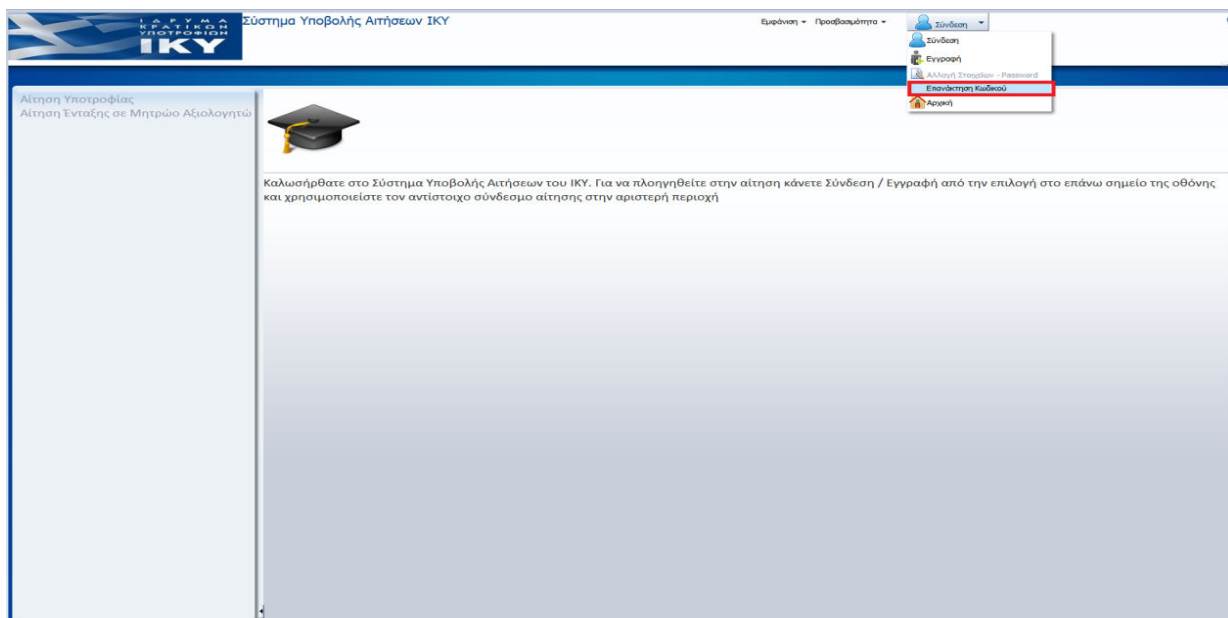 ΙΔΡΥΜΑ
ΚΡΑΤΙΚΩΝ
ΥΠΟΤΡΟΦΙΩΝ
ΙΚΥ
Σύστημα Υποβολής Αιτήσεων ΙΚΥ
Εμφάνιση Προσβασιμότητα Σύνδεση
Σύνδεση
Εγγραφή
Αλλαγή Στοιχείων - Password
Επανάκτηση Κωδικού
Αρχική
Αίτηση Υποτροφίας
Αίτηση Ένταξης σε Μητρώο Αξιολογητώ
Καλωσήρθατε στο Σύστημα Υποβολής Αιτήσεων του ΙΚΥ. Για να πλοηγηθείτε στην αίτηση κάνετε Σύνδεση / Εγγραφή από την επιλογή στο επάνω σημείο της οθόνης
και χρησιμοποιείστε τον αντίστοιχο σύνδεσμο αίτησης στην αριστερή περιοχή